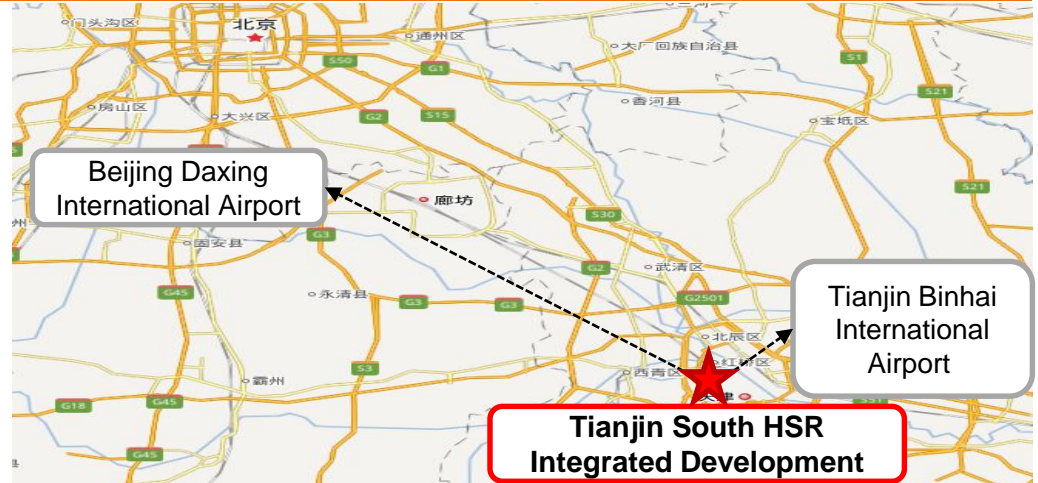 门头沟区
北京
通州区
大厂回族自治县
S50
G1
S1
S21
香河县
房山区
大兴区
G2
S15
宝坻区
Beijing Daxing
International Airport
廊坊
S21
S30
G3
固安县
G2
武清区
G45
永清县
G3
G3
G2501
Tianjin Binhai
International
Airport
北辰区
红桥区
S3
西青区
霸州
G18
G45
津
Tianjin South HSR
Integrated Development
G45